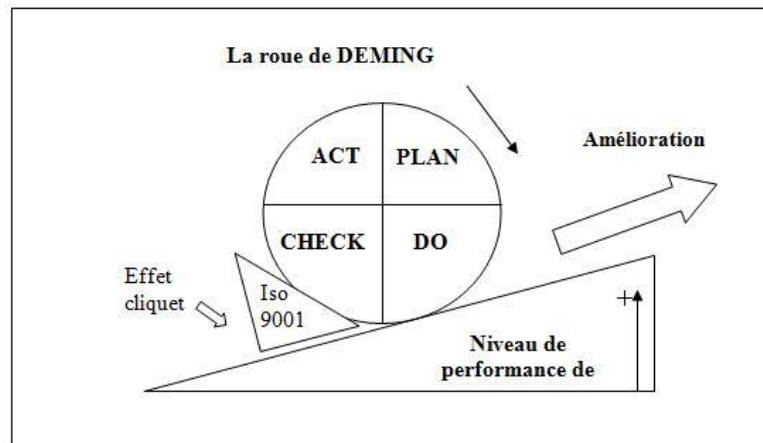 La roue de DEMING
Amélioration
ACT
PLAN
CHECK
DO
Effet
cliquet
Iso
9001
+
Niveau de
performance de